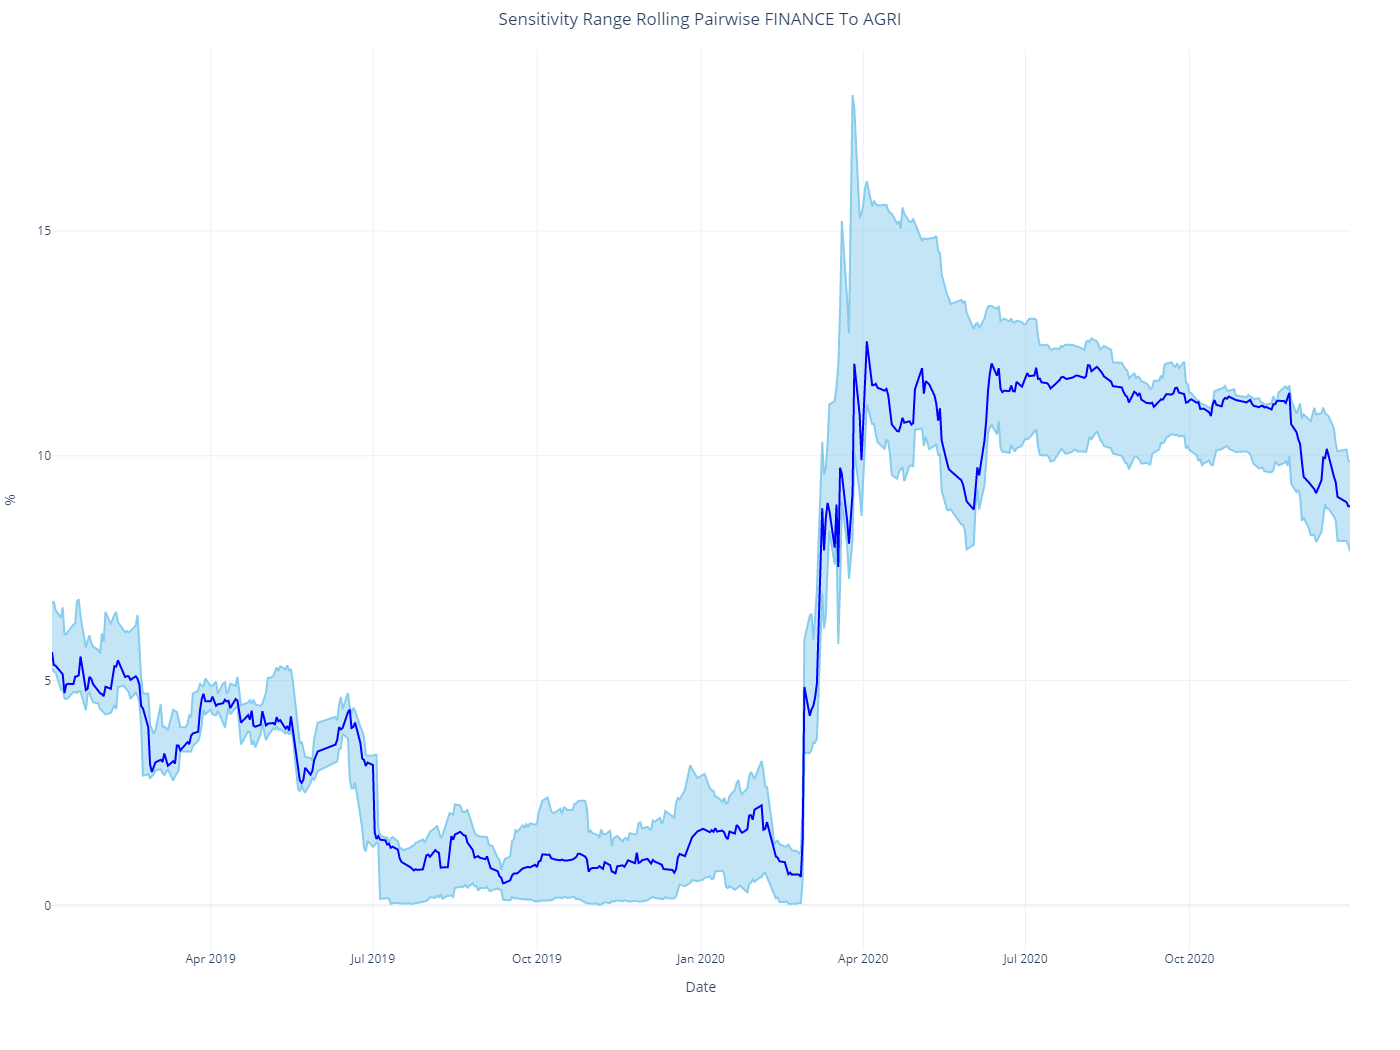 Sensitivity Range Rolling Pairwise FINANCE To AGRI
%
15
10
5
0
Apr 2019
Jul 2019
Oct 2019
Jan 2020
Apr 2020
Jul 2020
Oct 2020
Date